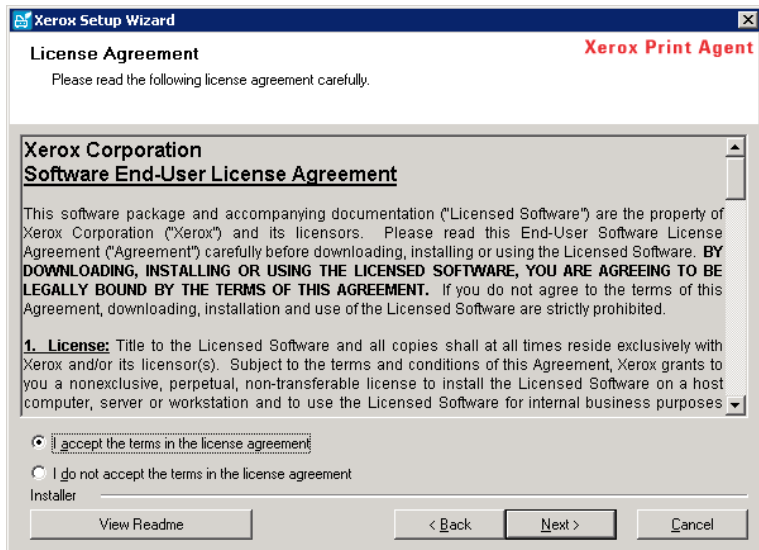 Xerox Setup Wizard
License Agreement
Xerox Print Agent
Please read the following license agreement carefully.
Xerox Corporation
Software End-User License Agreement
This software package and accompanying documentation ("Licensed Software") are the property of
Xerox Corporation ("Xerox") and its licensors. Please read this End-User Software License
Agreement ("Agreement") carefully before downloading, installing or using the Licensed Software. BY
DOWNLOADING, INSTALLING OR USING THE LICENSED SOFTWARE, YOU ARE AGREEING TO BE
LEGALLY BOUND BY THE TERMS OF THIS AGREEMENT. If you do not agree to the terms of this
Agreement, downloading, installation and use of the Licensed Software are strictly prohibited.
1. License: Title to the Licensed Software and all copies shall at all times reside exclusively with
Xerox and/or its licensor(s). Subject to the terms and conditions of this Agreement, Xerox grants to
you a nonexclusive, perpetual, non-transferable license to install the Licensed Software on a host
computer, server or workstation and to use the Licensed Software for internal business purposes
I accept the terms in the license agreement
I do not accept the terms in the license agreement
Installer
View Readme
< Back
Next >
Cancel